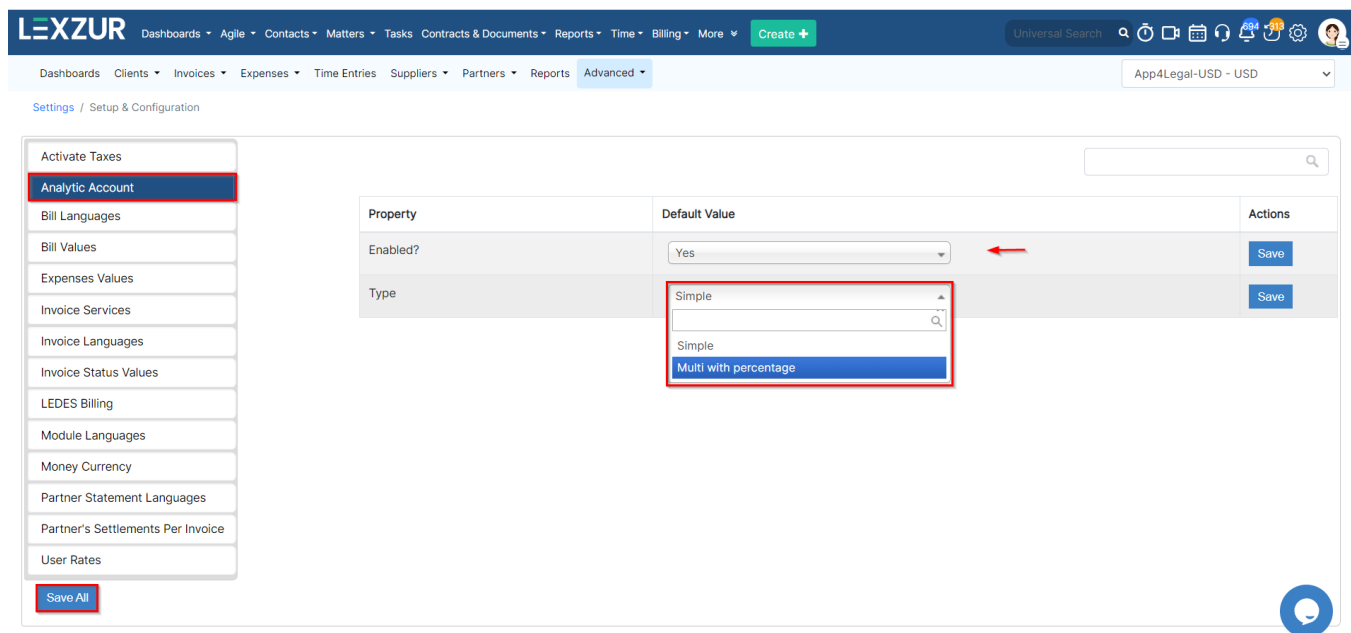 LEXZUR Dashboards Agile Contacts Matters Tasks Contracts & Documents Reports Time Billing More Create + Universal Search 694 313
Dashboards Clients Invoices Expenses Time Entries Suppliers Partners Reports Advanced App4Legal-USD - USD
Settings / Setup & Configuration
Activate Taxes
Analytic Account
Bill Languages
Bill Values
Expenses Values
Invoice Services
Invoice Languages
Invoice Status Values
LEDES Billing
Module Languages
Money Currency
Partner Statement Languages
Partner's Settlements Per Invoice
User Rates
Save All
Property Default Value Actions
Enabled? Yes Save
Type Simple Save
Simple
Multi with percentage